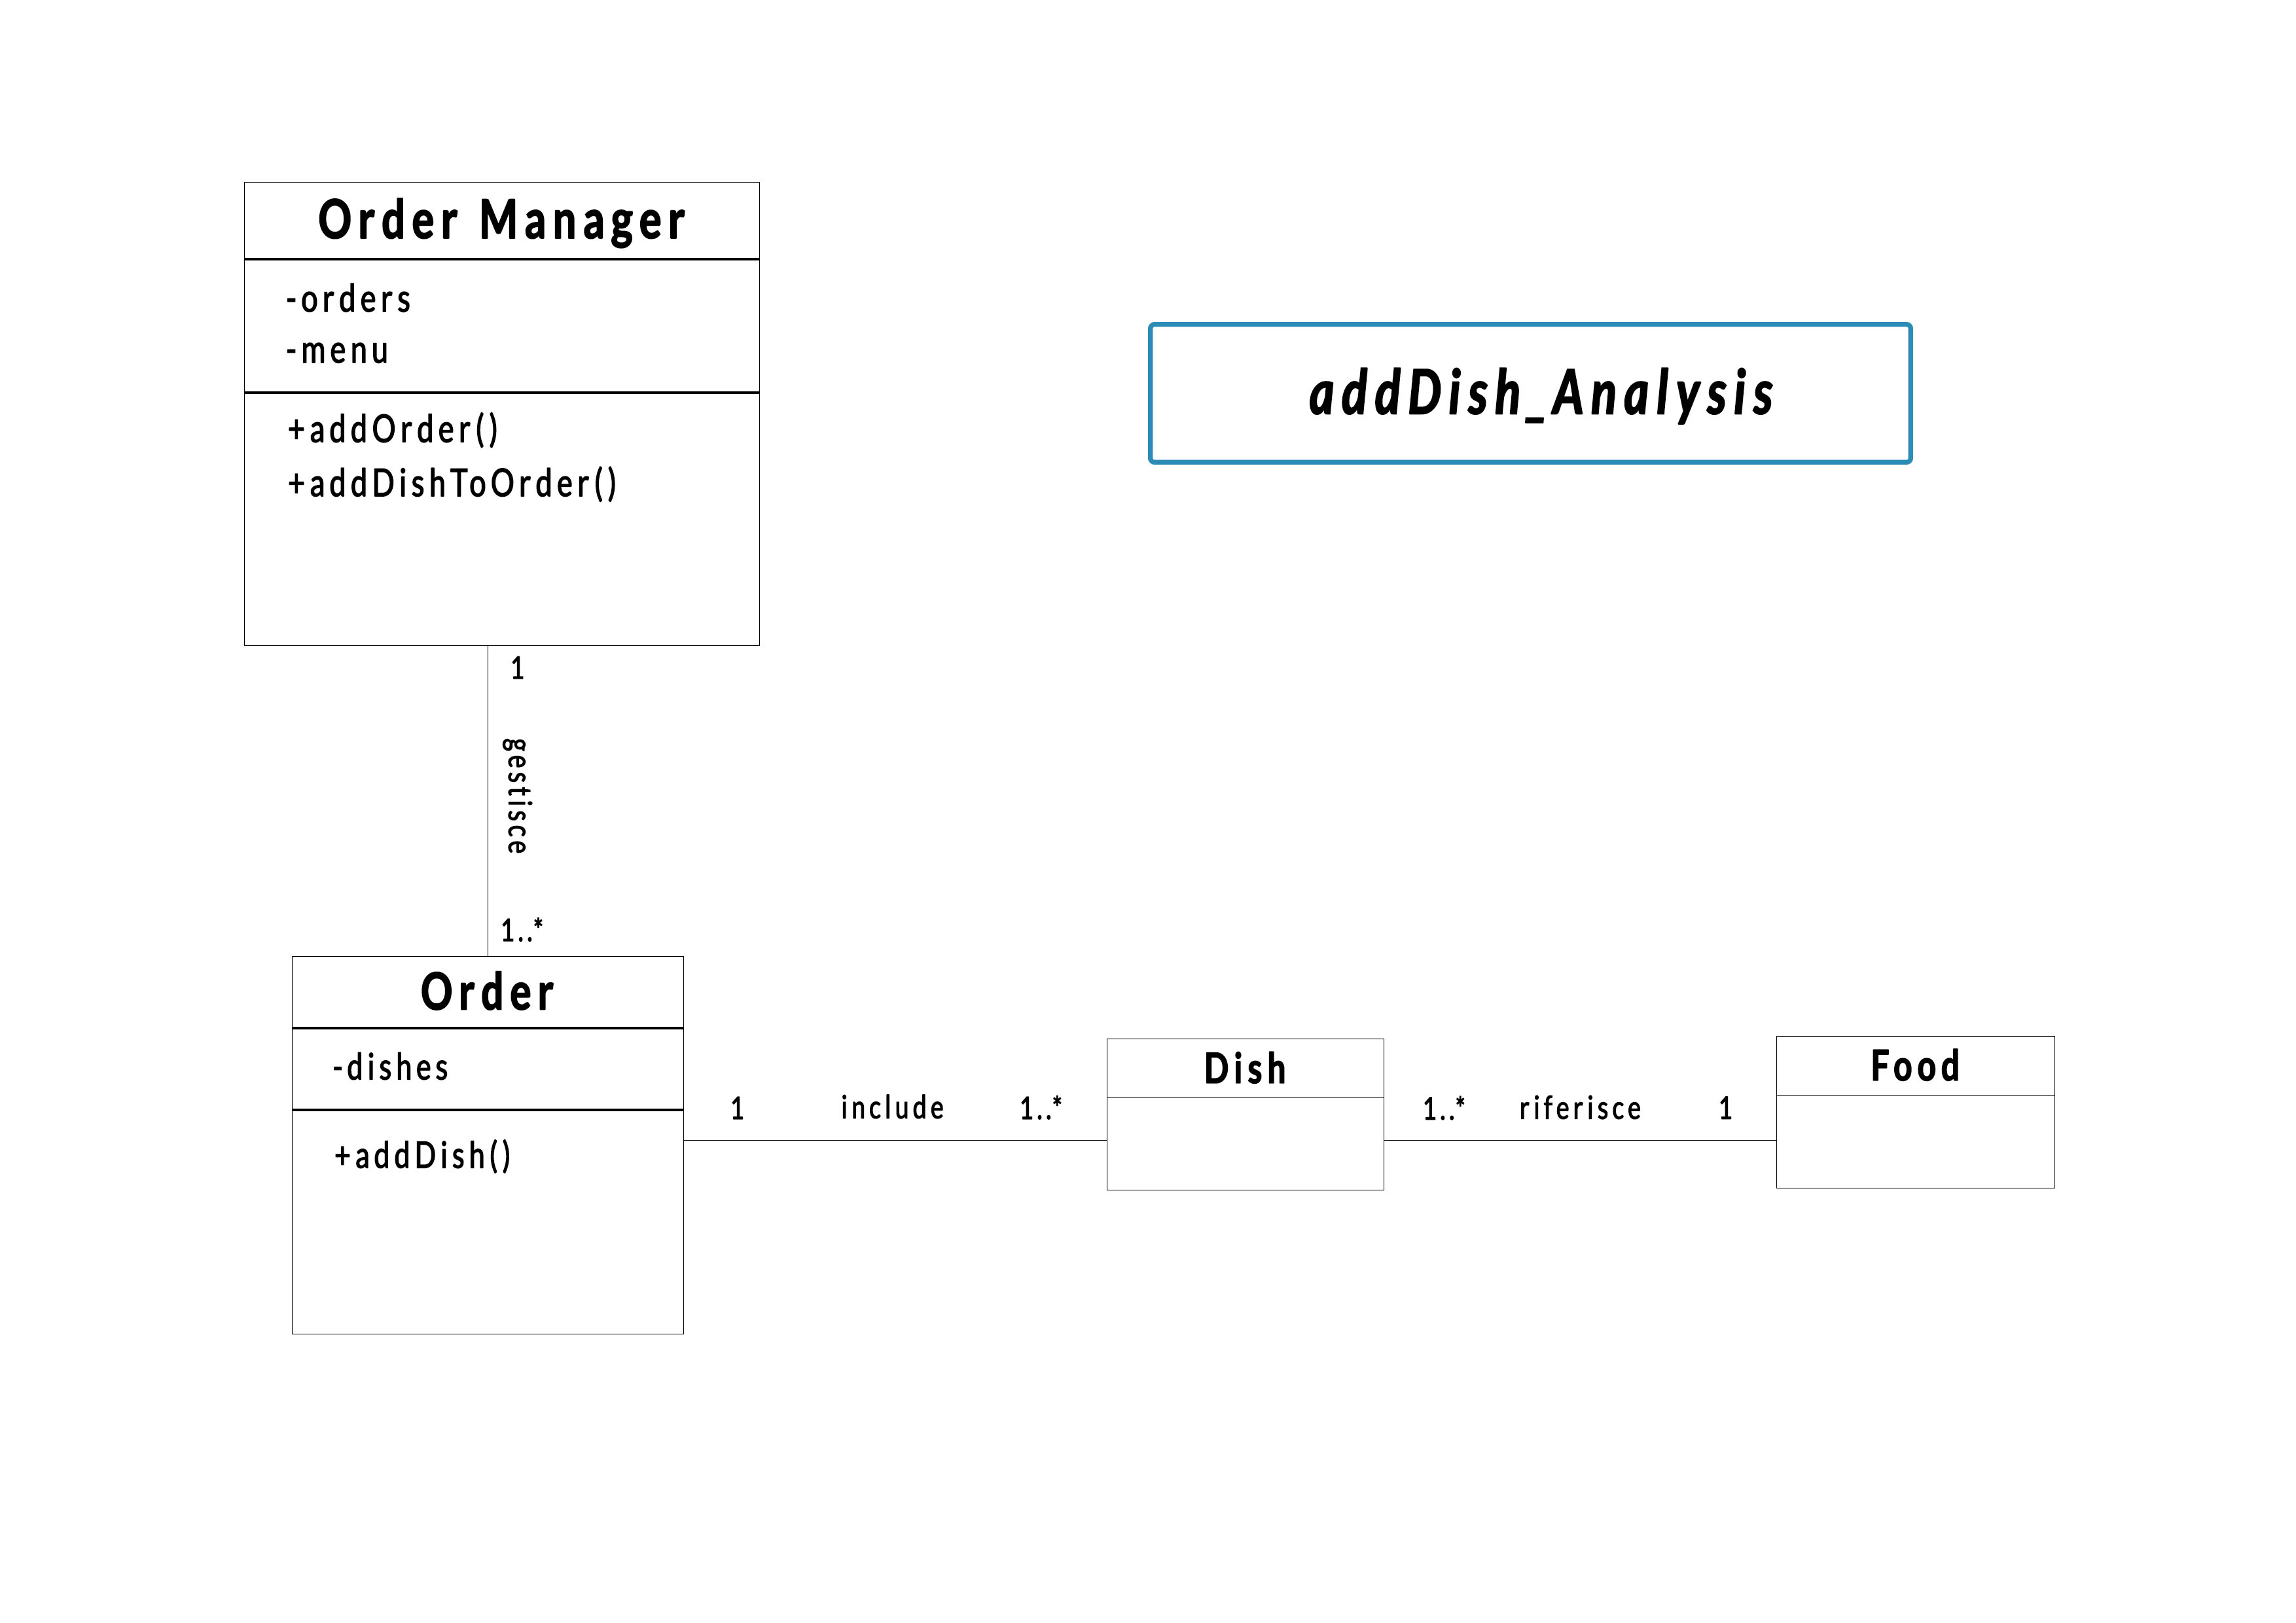 Order Manager
-orders
-menu
+addOrder()
+addDishToOrder()
addDish_Analysis
1
gestisce
1..*
Order
-dishes
+addDish()
1 include 1..*
Dish
1..* riferisce 1
Food